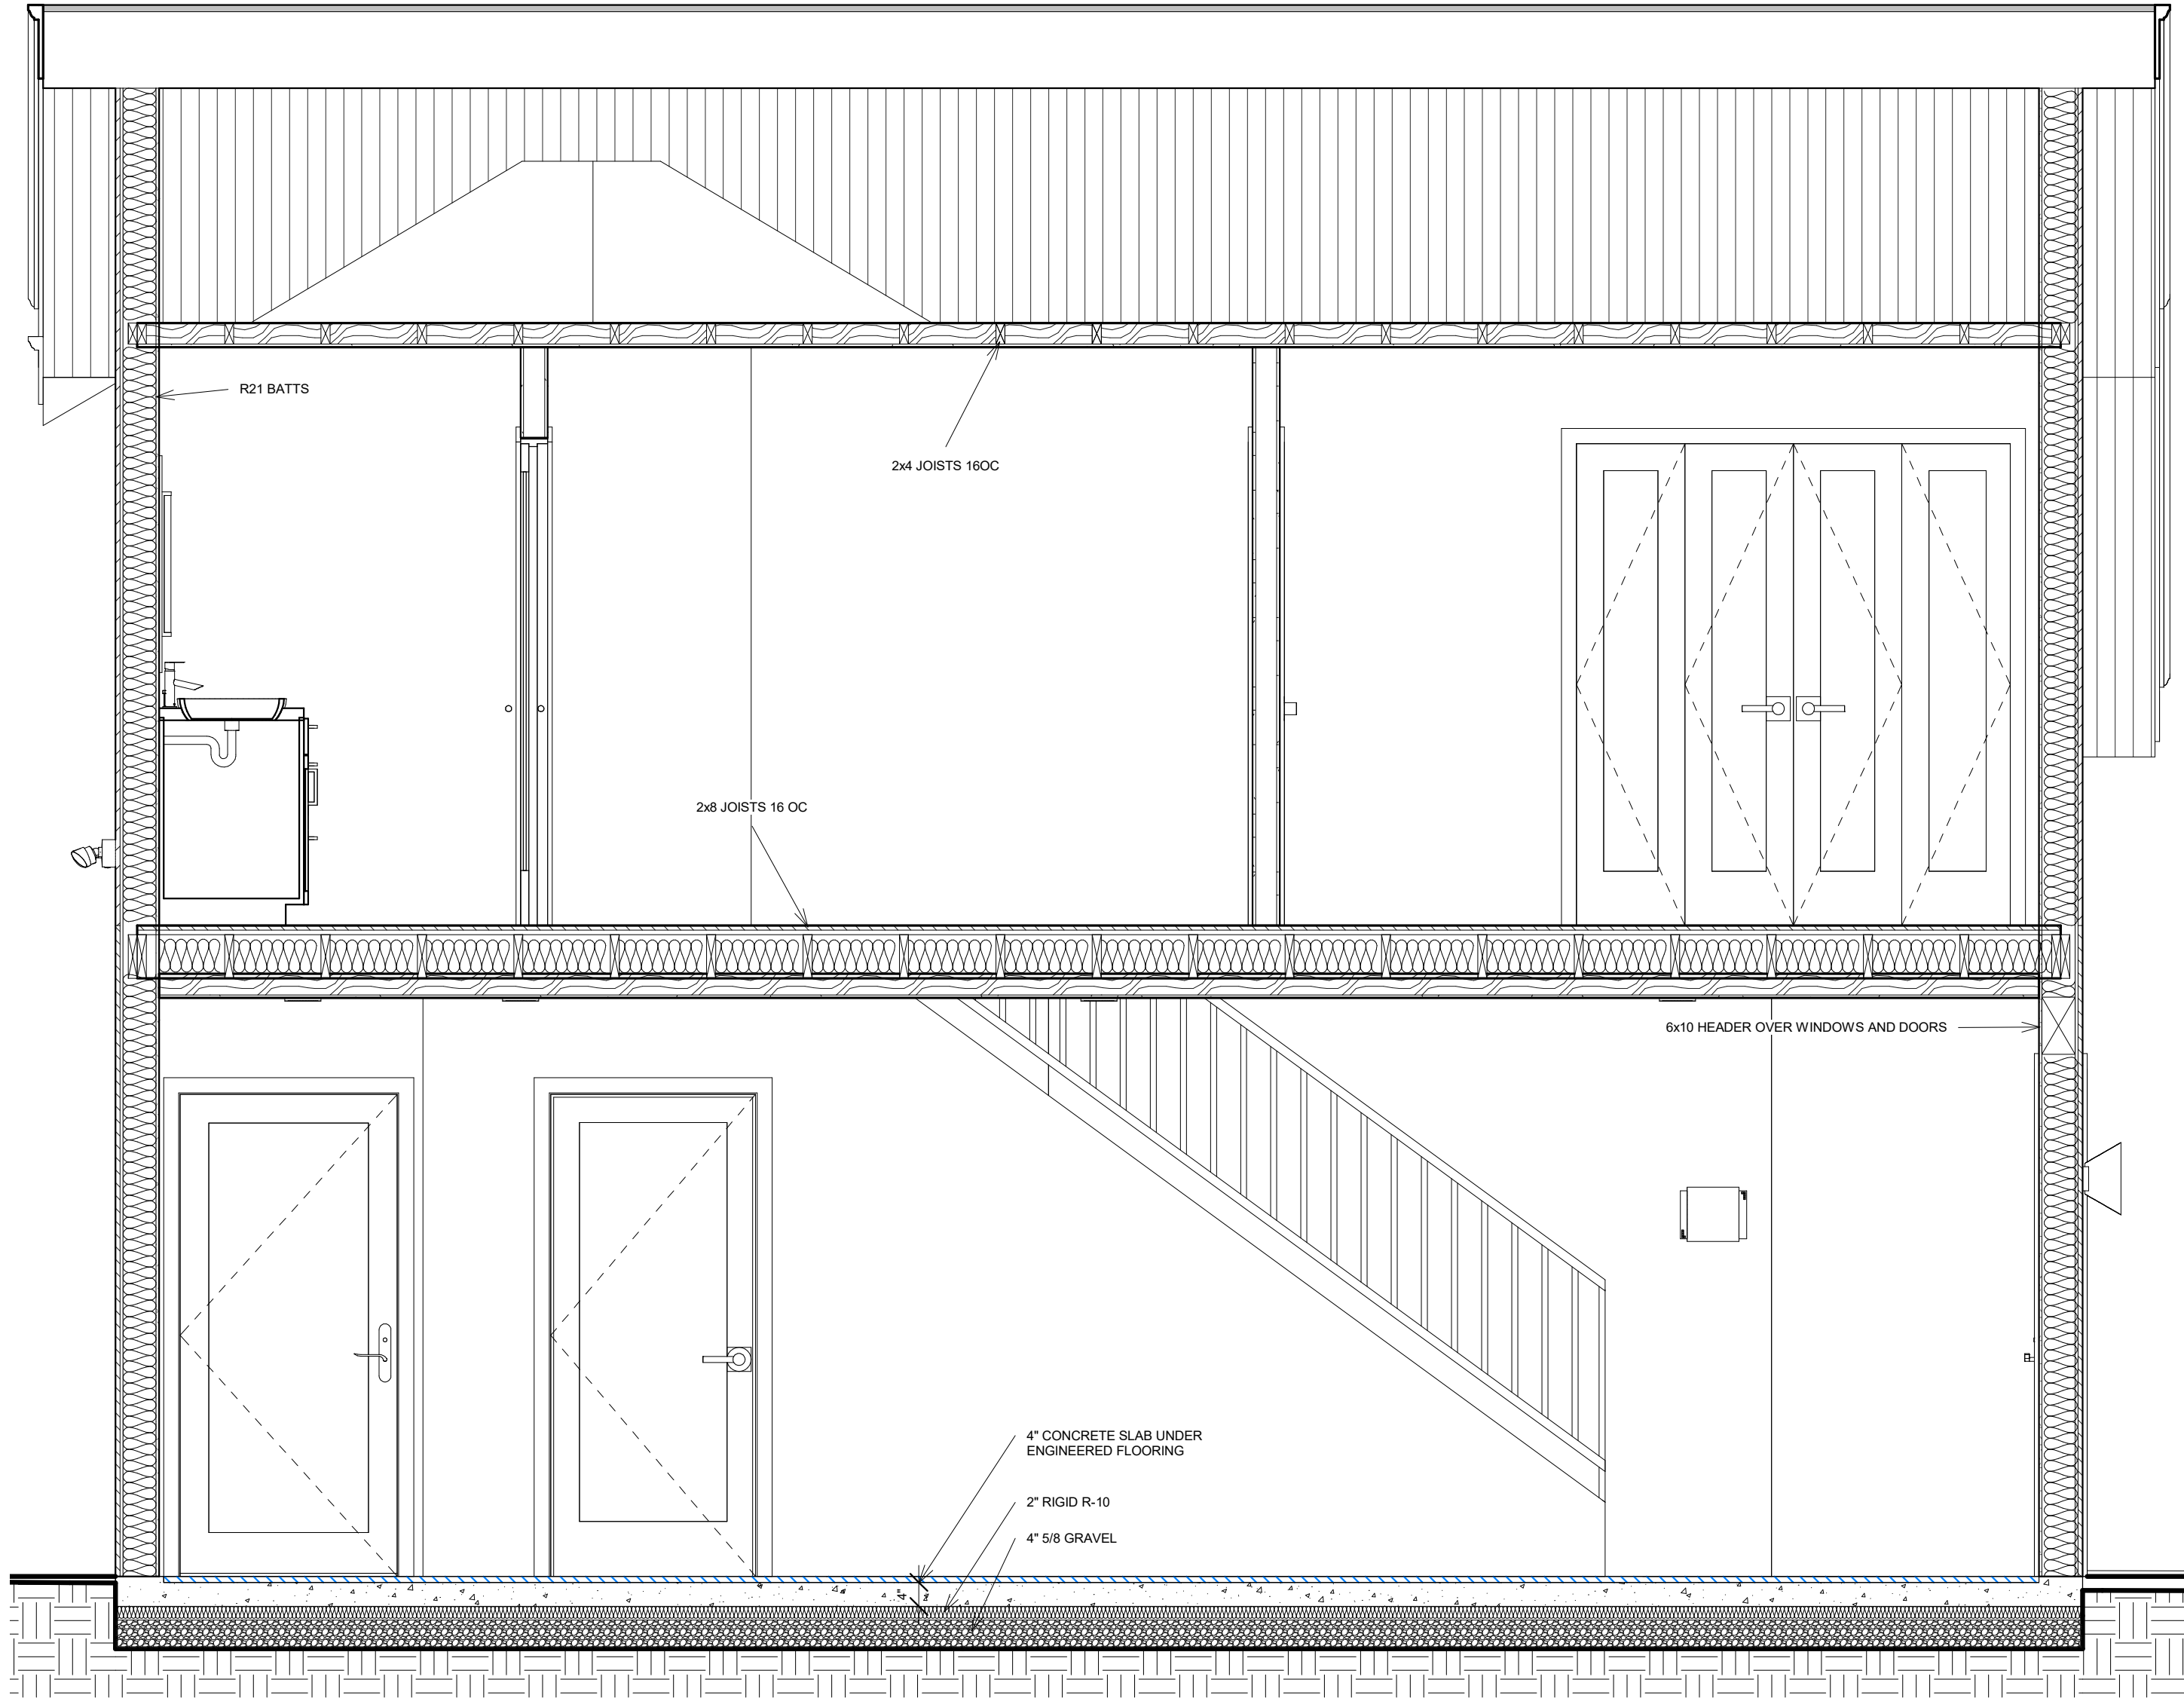 R21 BATTS
2x4 JOISTS 16OC
2x8 JOISTS 16 OC
6x10 HEADER OVER WINDOWS AND DOORS
4" CONCRETE SLAB UNDER
ENGINEERED FLOORING
2" RIGID R-10
4" 5/8 GRAVEL
4"